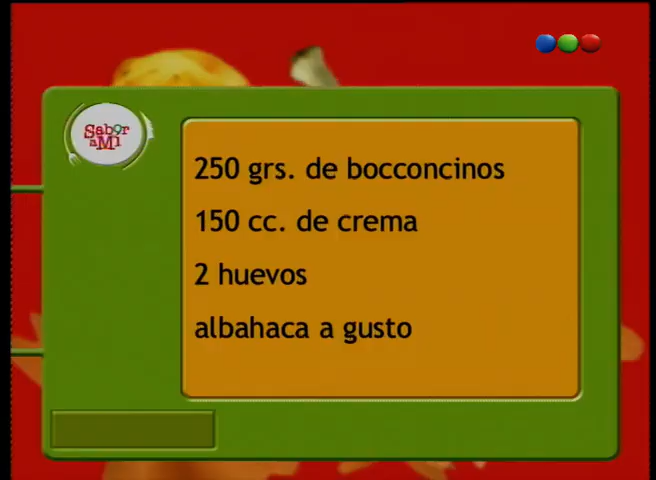 Sabor
a Mi
250 grs. de bocconcinos
150 cc. de crema
2 huevos
albahaca a gusto